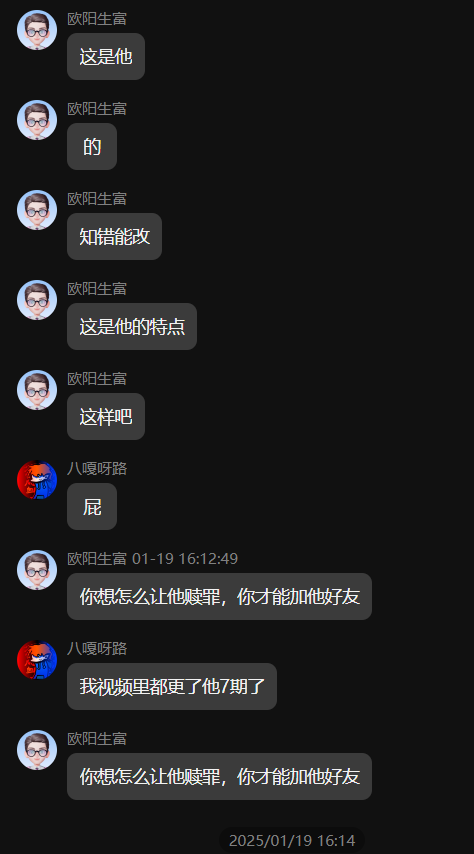 欧阳生富
这是他
欧阳生富
的
欧阳生富
知错能改
欧阳生富
这是他的特点
欧阳生富
这样吧
八嘎呀路
屁
欧阳生富 01-19 16:12:49
你想怎么让他赎罪，你才能加他好友
八嘎呀路
我视频里都更了他7期了
欧阳生富
你想怎么让他赎罪，你才能加他好友
2025/01/19 16:14